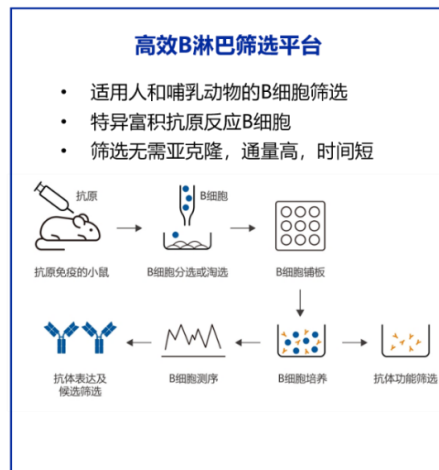 高效B淋巴筛选平台
• 适用人和哺乳动物的B细胞筛选
• 特异富积抗原反应B细胞
• 筛选无需亚克隆，通量高，时间短
抗原
B细胞
抗原免疫的小鼠
B细胞分选或淘选
B细胞铺板
抗体表达及
候选筛选
B细胞测序
B细胞培养
抗体功能筛选